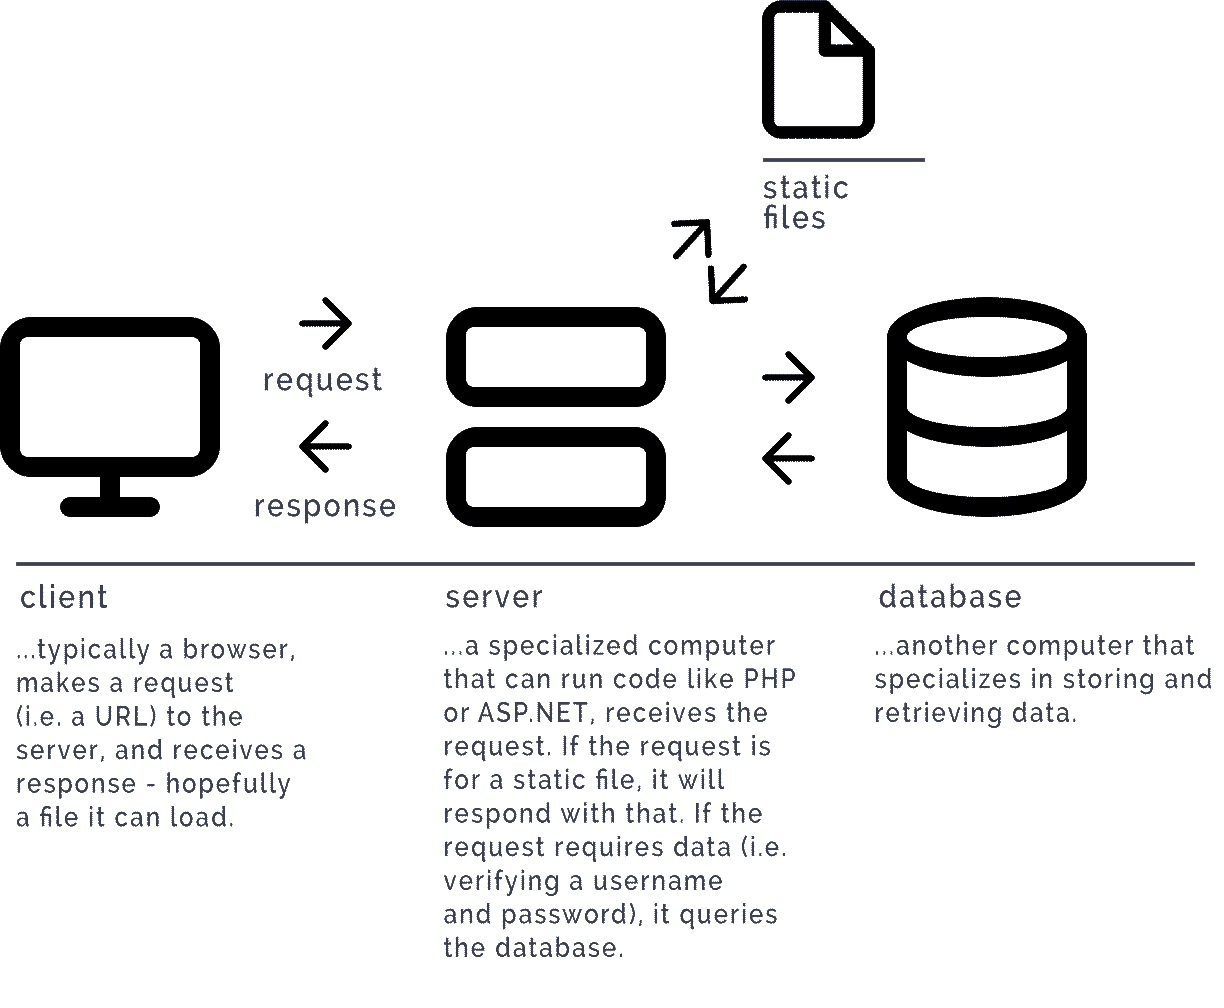 static
files
request
response
client
...typically a browser,
makes a request
(i.e. a URL) to the
server, and receives a
response - hopefully
a file it can load.
server
...a specialized computer
that can run code like PHP
or ASP.NET, receives the
request. If the request is
for a static file, it will
respond with that. If the
request requires data (i.e.
verifying a username
and password), it queries
the database.
database
...another computer that
specializes in storing and
retrieving data.